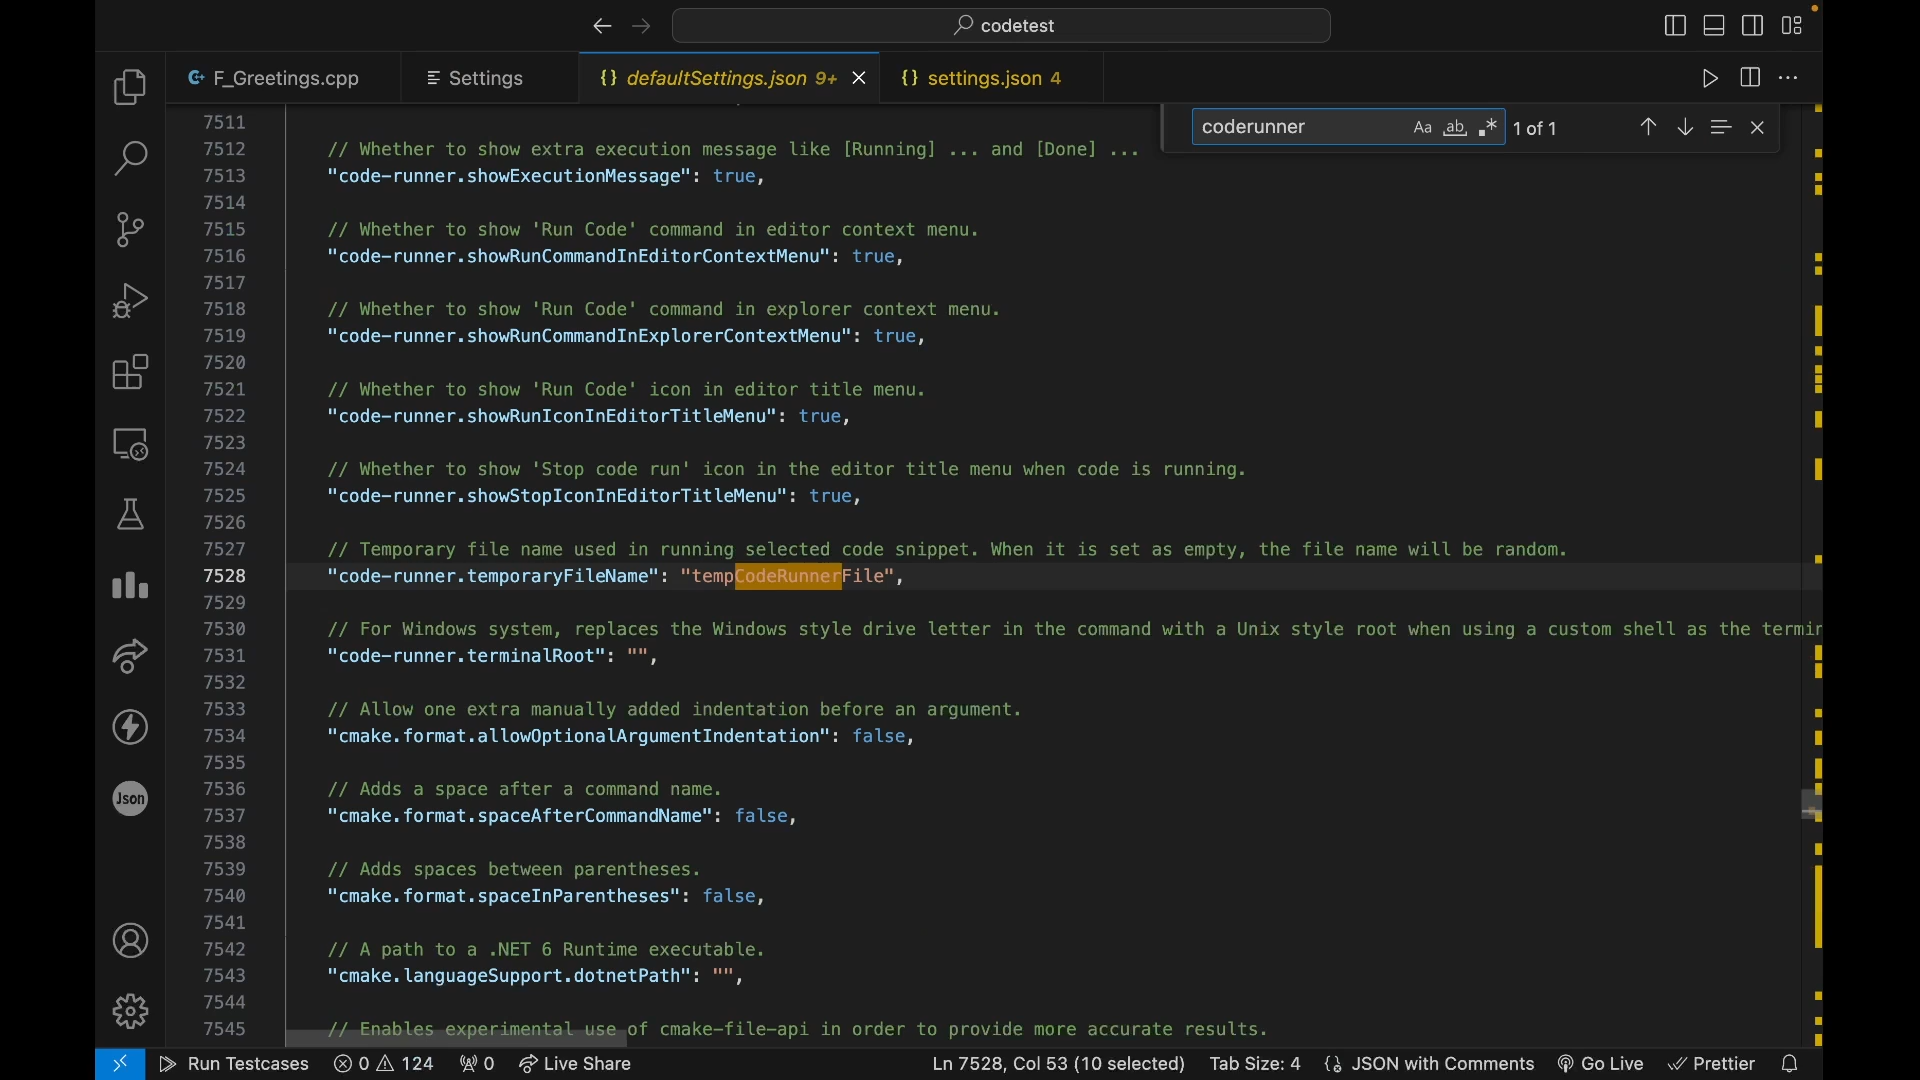 codetest
F_Greetings.cpp
Settings
{} defaultSettings.json 9+
{} settings.json 4
coderunner
Aa ab .* 1 of 1
7511
7512 // Whether to show extra execution message like [Running] ... and [Done] ...
7513 "code-runner.showExecutionMessage": true,
7514
7515 // Whether to show 'Run Code' command in editor context menu.
7516 "code-runner.showRunCommandInEditorContextMenu": true,
7517
7518 // Whether to show 'Run Code' command in explorer context menu.
7519 "code-runner.showRunCommandInExplorerContextMenu": true,
7520
7521 // Whether to show 'Run Code' icon in editor title menu.
7522 "code-runner.showRunIconInEditorTitleMenu": true,
7523
7524 // Whether to show 'Stop code run' icon in the editor title menu when code is running.
7525 "code-runner.showStopIconInEditorTitleMenu": true,
7526
7527 // Temporary file name used in running selected code snippet. When it is set as empty, the file name will be random.
7528 "code-runner.temporaryFileName": "tempCodeRunnerFile",
7529
7530 // For Windows system, replaces the Windows style drive letter in the command with a Unix style root when using a custom shell as the termin
7531 "code-runner.terminalRoot": "",
7532
7533 // Allow one extra manually added indentation before an argument.
7534 "cmake.format.allowOptionalArgumentIndentation": false,
7535
7536 // Adds a space after a command name.
7537 "cmake.format.spaceAfterCommandName": false,
7538
7539 // Adds spaces between parentheses.
7540 "cmake.format.spaceInParentheses": false,
7541
7542 // A path to a .NET 6 Runtime executable.
7543 "cmake.languageSupport.dotnetPath": "",
7544
7545 // Enables experimental use of cmake-file-api in order to provide more accurate results.
Json
Run Testcases 0 124 0 Live Share Ln 7528, Col 53 (10 selected) Tab Size: 4 {} JSON with Comments Go Live Prettier